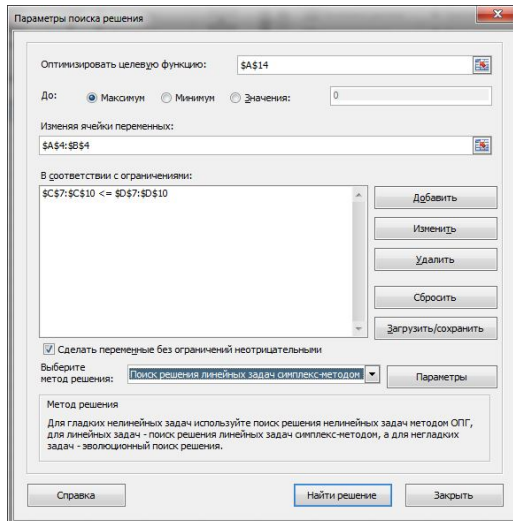 Параметры поиска решения
Оптимизировать целевую функцию: $A$14
До: Максимум Минимум Значения: 0
Изменяя ячейки переменных:
$A$4:$B$4
В соответствии с ограничениями:
$C$7:$C$10 <= $D$7:$D$10
Добавить
Изменить
Удалить
Сбросить
Загрузить/сохранить
Сделать переменные без ограничений неотрицательными
Выберите
метод решения: Поиск решения линейных задач симплекс-методом Параметры
Метод решения
Для гладких нелинейных задач используйте поиск решения нелинейных задач методом ОПГ,
для линейных задач - поиск решения линейных задач симплекс-методом, а для негладких
задач - эволюционный поиск решения.
Справка Найти решение Закрыть